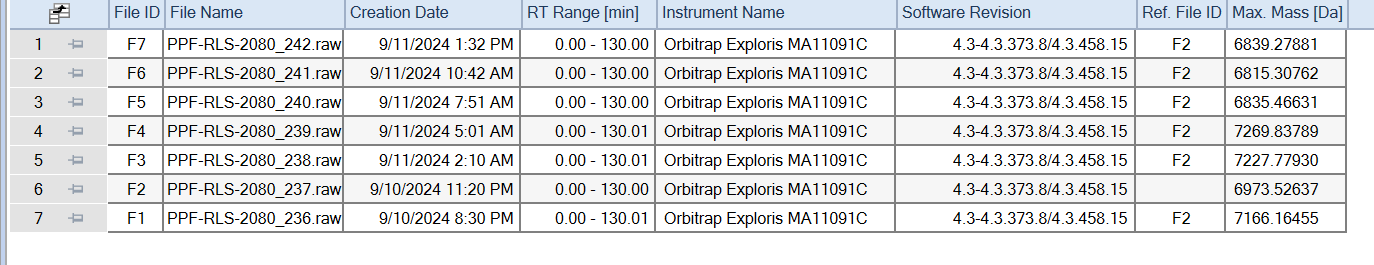 File ID File Name Creation Date RT Range [min] Instrument Name Software Revision Ref. File ID Max. Mass [Da]
1 F7 PPF-RLS-2080_242.raw 9/11/2024 1:32 PM 0.00 - 130.00 Orbitrap Exploris MA11091C 4.3-4.3.373.8/4.3.458.15 F2 6839.27881
2 F6 PPF-RLS-2080_241.raw 9/11/2024 10:42 AM 0.00 - 130.00 Orbitrap Exploris MA11091C 4.3-4.3.373.8/4.3.458.15 F2 6815.30762
3 F5 PPF-RLS-2080_240.raw 9/11/2024 7:51 AM 0.00 - 130.00 Orbitrap Exploris MA11091C 4.3-4.3.373.8/4.3.458.15 F2 6835.46631
4 F4 PPF-RLS-2080_239.raw 9/11/2024 5:01 AM 0.00 - 130.01 Orbitrap Exploris MA11091C 4.3-4.3.373.8/4.3.458.15 F2 7269.83789
5 F3 PPF-RLS-2080_238.raw 9/11/2024 2:10 AM 0.00 - 130.01 Orbitrap Exploris MA11091C 4.3-4.3.373.8/4.3.458.15 F2 7227.77930
6 F2 PPF-RLS-2080_237.raw 9/10/2024 11:20 PM 0.00 - 130.00 Orbitrap Exploris MA11091C 4.3-4.3.373.8/4.3.458.15 6973.52637
7 F1 PPF-RLS-2080_236.raw 9/10/2024 8:30 PM 0.00 - 130.01 Orbitrap Exploris MA11091C 4.3-4.3.373.8/4.3.458.15 F2 7166.16455